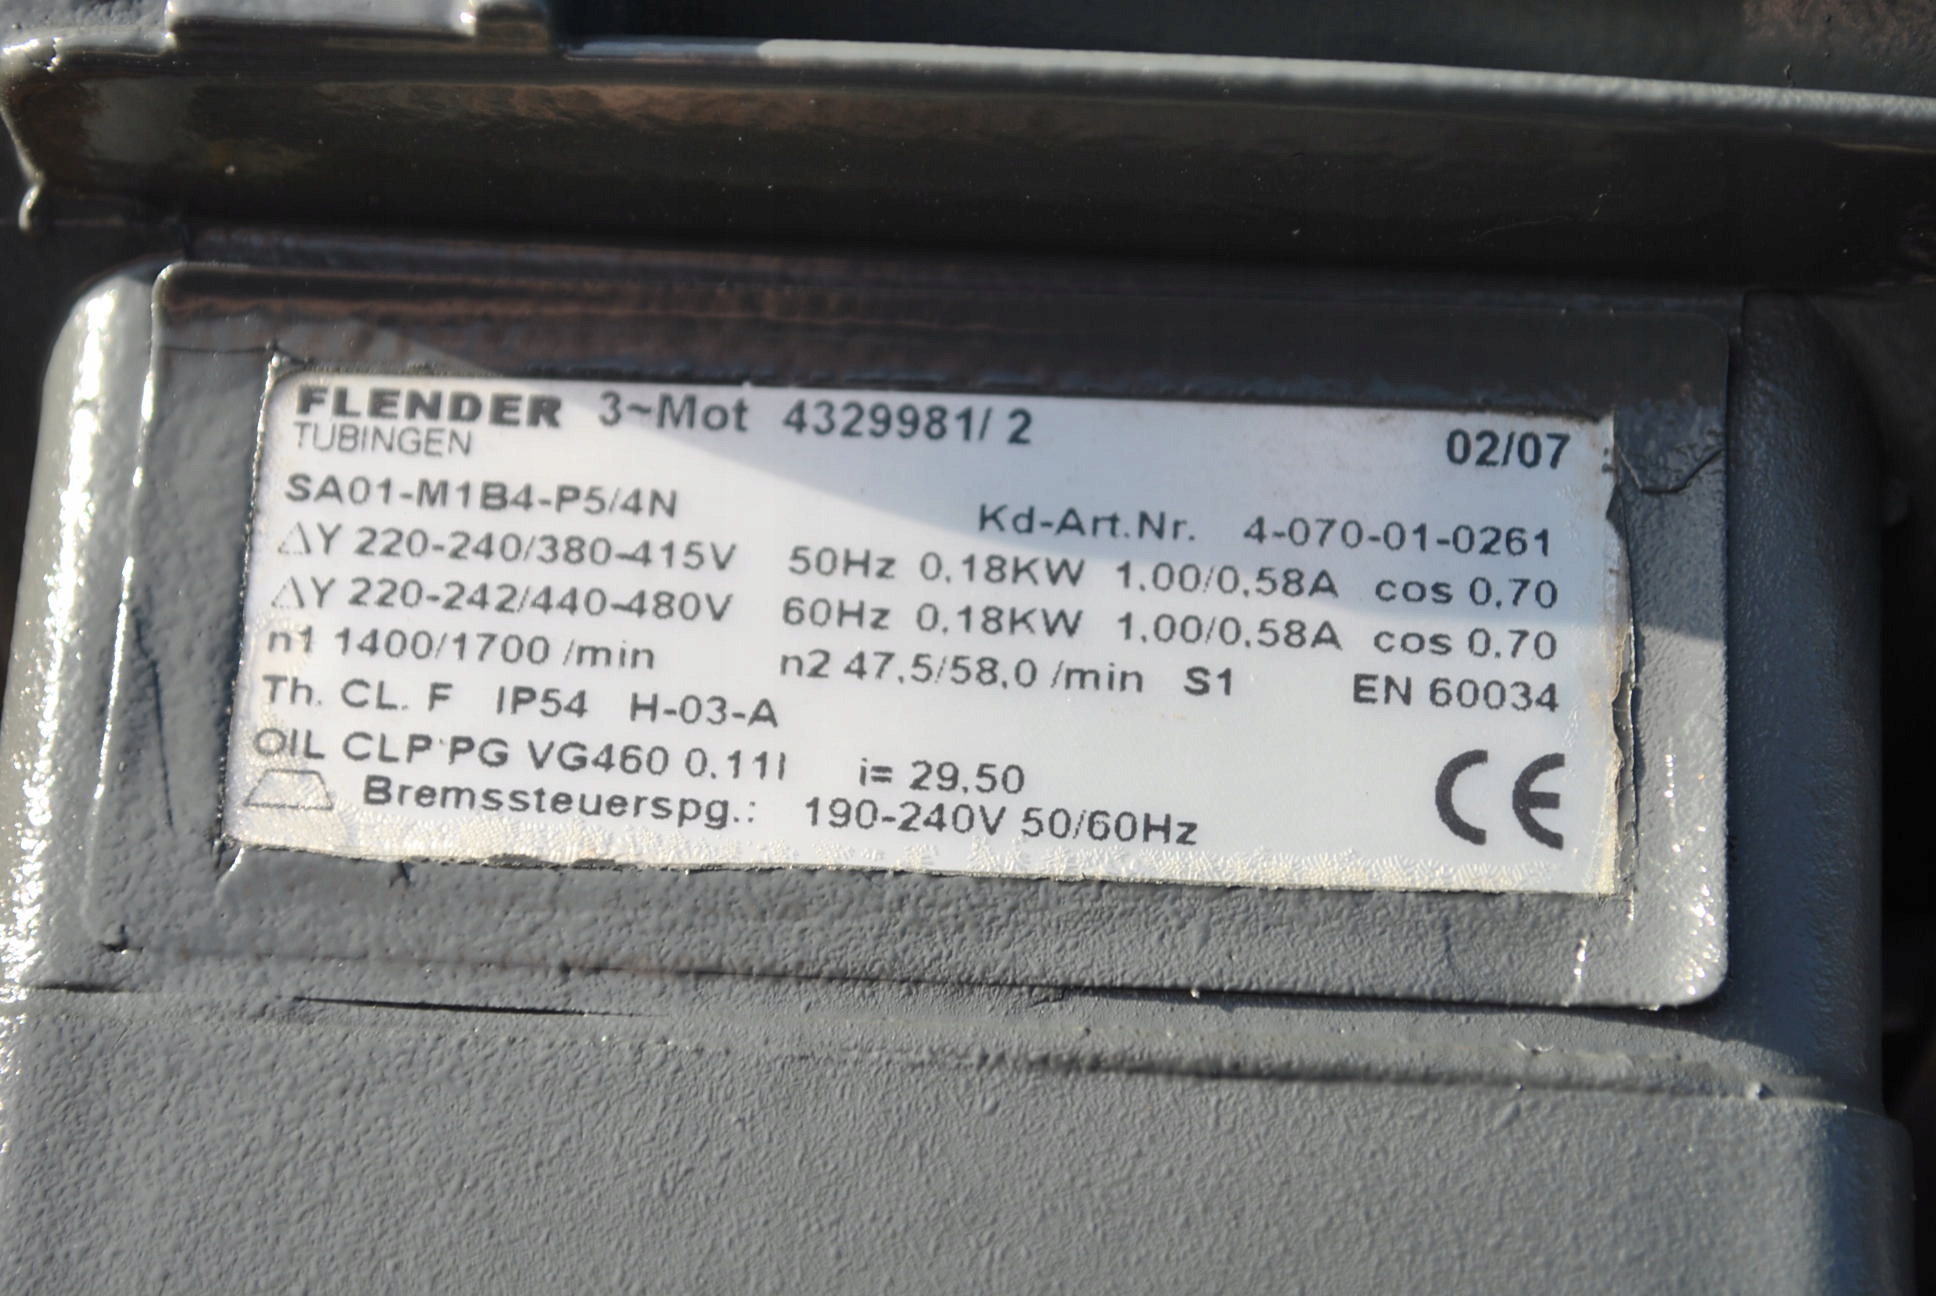 FLENDER 3~Mot 4329981/ 2 02/07
TUBINGEN
SA01-M1B4-P5/4N Kd-Art.Nr. 4-070-01-0261
△Y 220-240/380-415V 50Hz 0,18KW 1.00/0,58A cos 0,70
△Y 220-242/440-480V 60Hz 0,18KW 1,00/0,58A cos 0,70
n1 1400/1700 /min n2 47,5/58,0 /min S1 EN 60034
Th. CL. F IP54 H-03-A
OIL CLP PG VG460 0.11l i= 29,50
Bremssteuerspg.: 190-240V 50/60Hz
CE